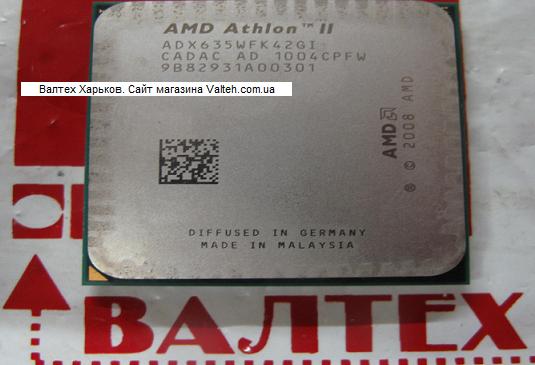 AMD Athlon™ II
ADX635WFK42GI
CADAC AD 1004CPFW
9B82931A00301
Валтех Харьков. Сайт магазина Valteh.com.ua
AMD
® © 2008 AMD
DIFFUSED IN GERMANY
MADE IN MALAYSIA
ВАЛТЕХ